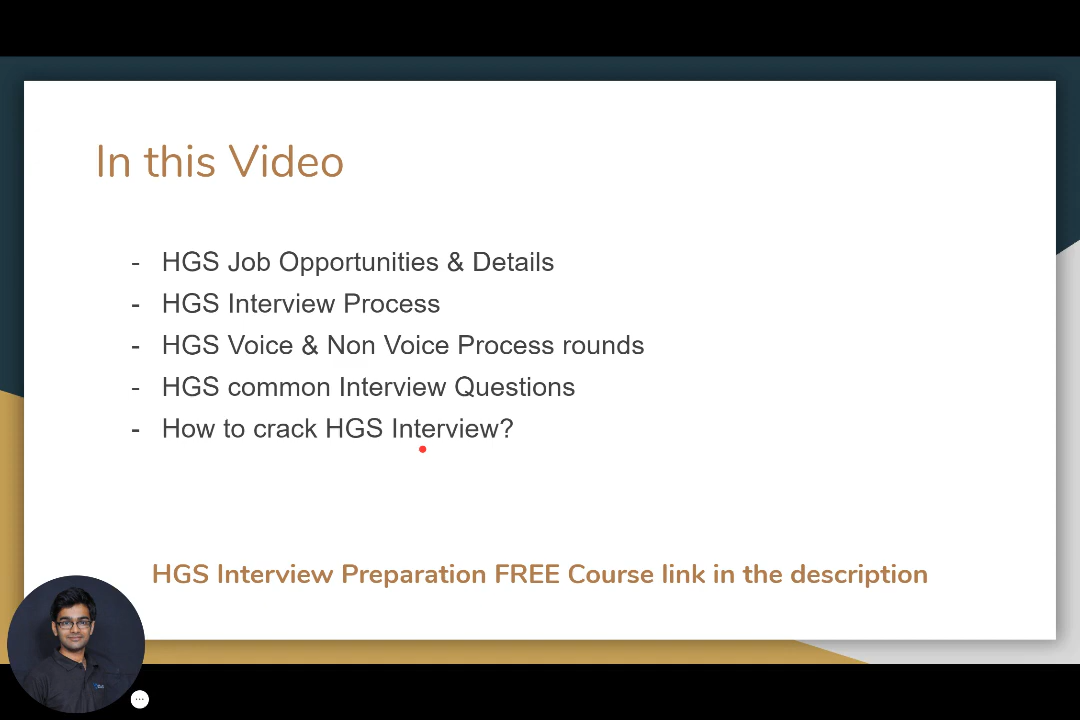 In this Video
- HGS Job Opportunities & Details
- HGS Interview Process
- HGS Voice & Non Voice Process rounds
- HGS common Interview Questions
- How to crack HGS Interview?
HGS Interview Preparation FREE Course link in the description